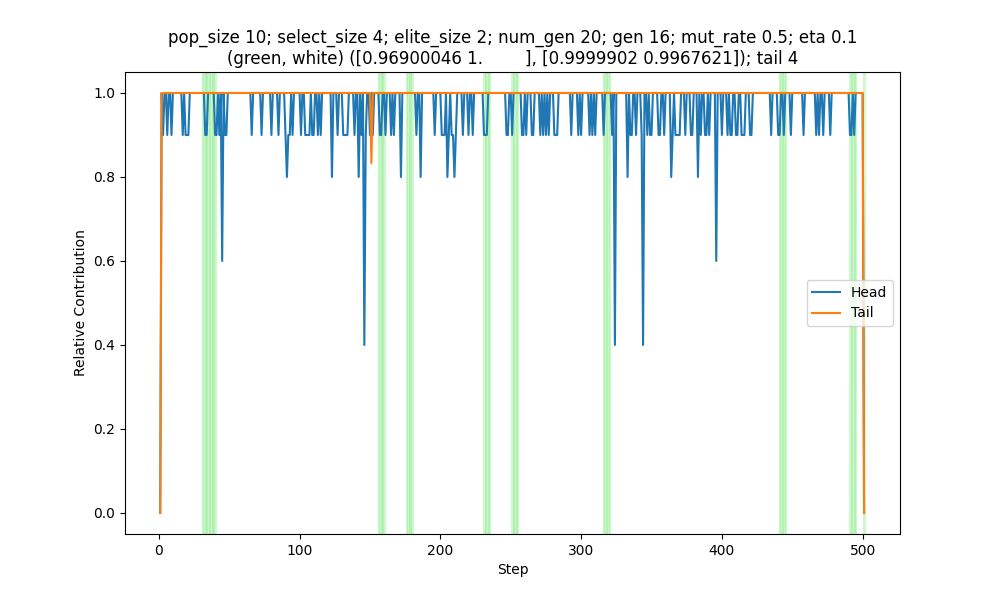 pop_size 10; select_size 4; elite_size 2; num_gen 20; gen 16; mut_rate 0.5; eta 0.1
(green, white) ([0.96900046 1.        ], [0.9999902 0.9967621]); tail 4
1.0
0.8
0.6
0.4
0.2
0.0
Relative Contribution
Head
Tail
0
100
200
300
400
500
Step